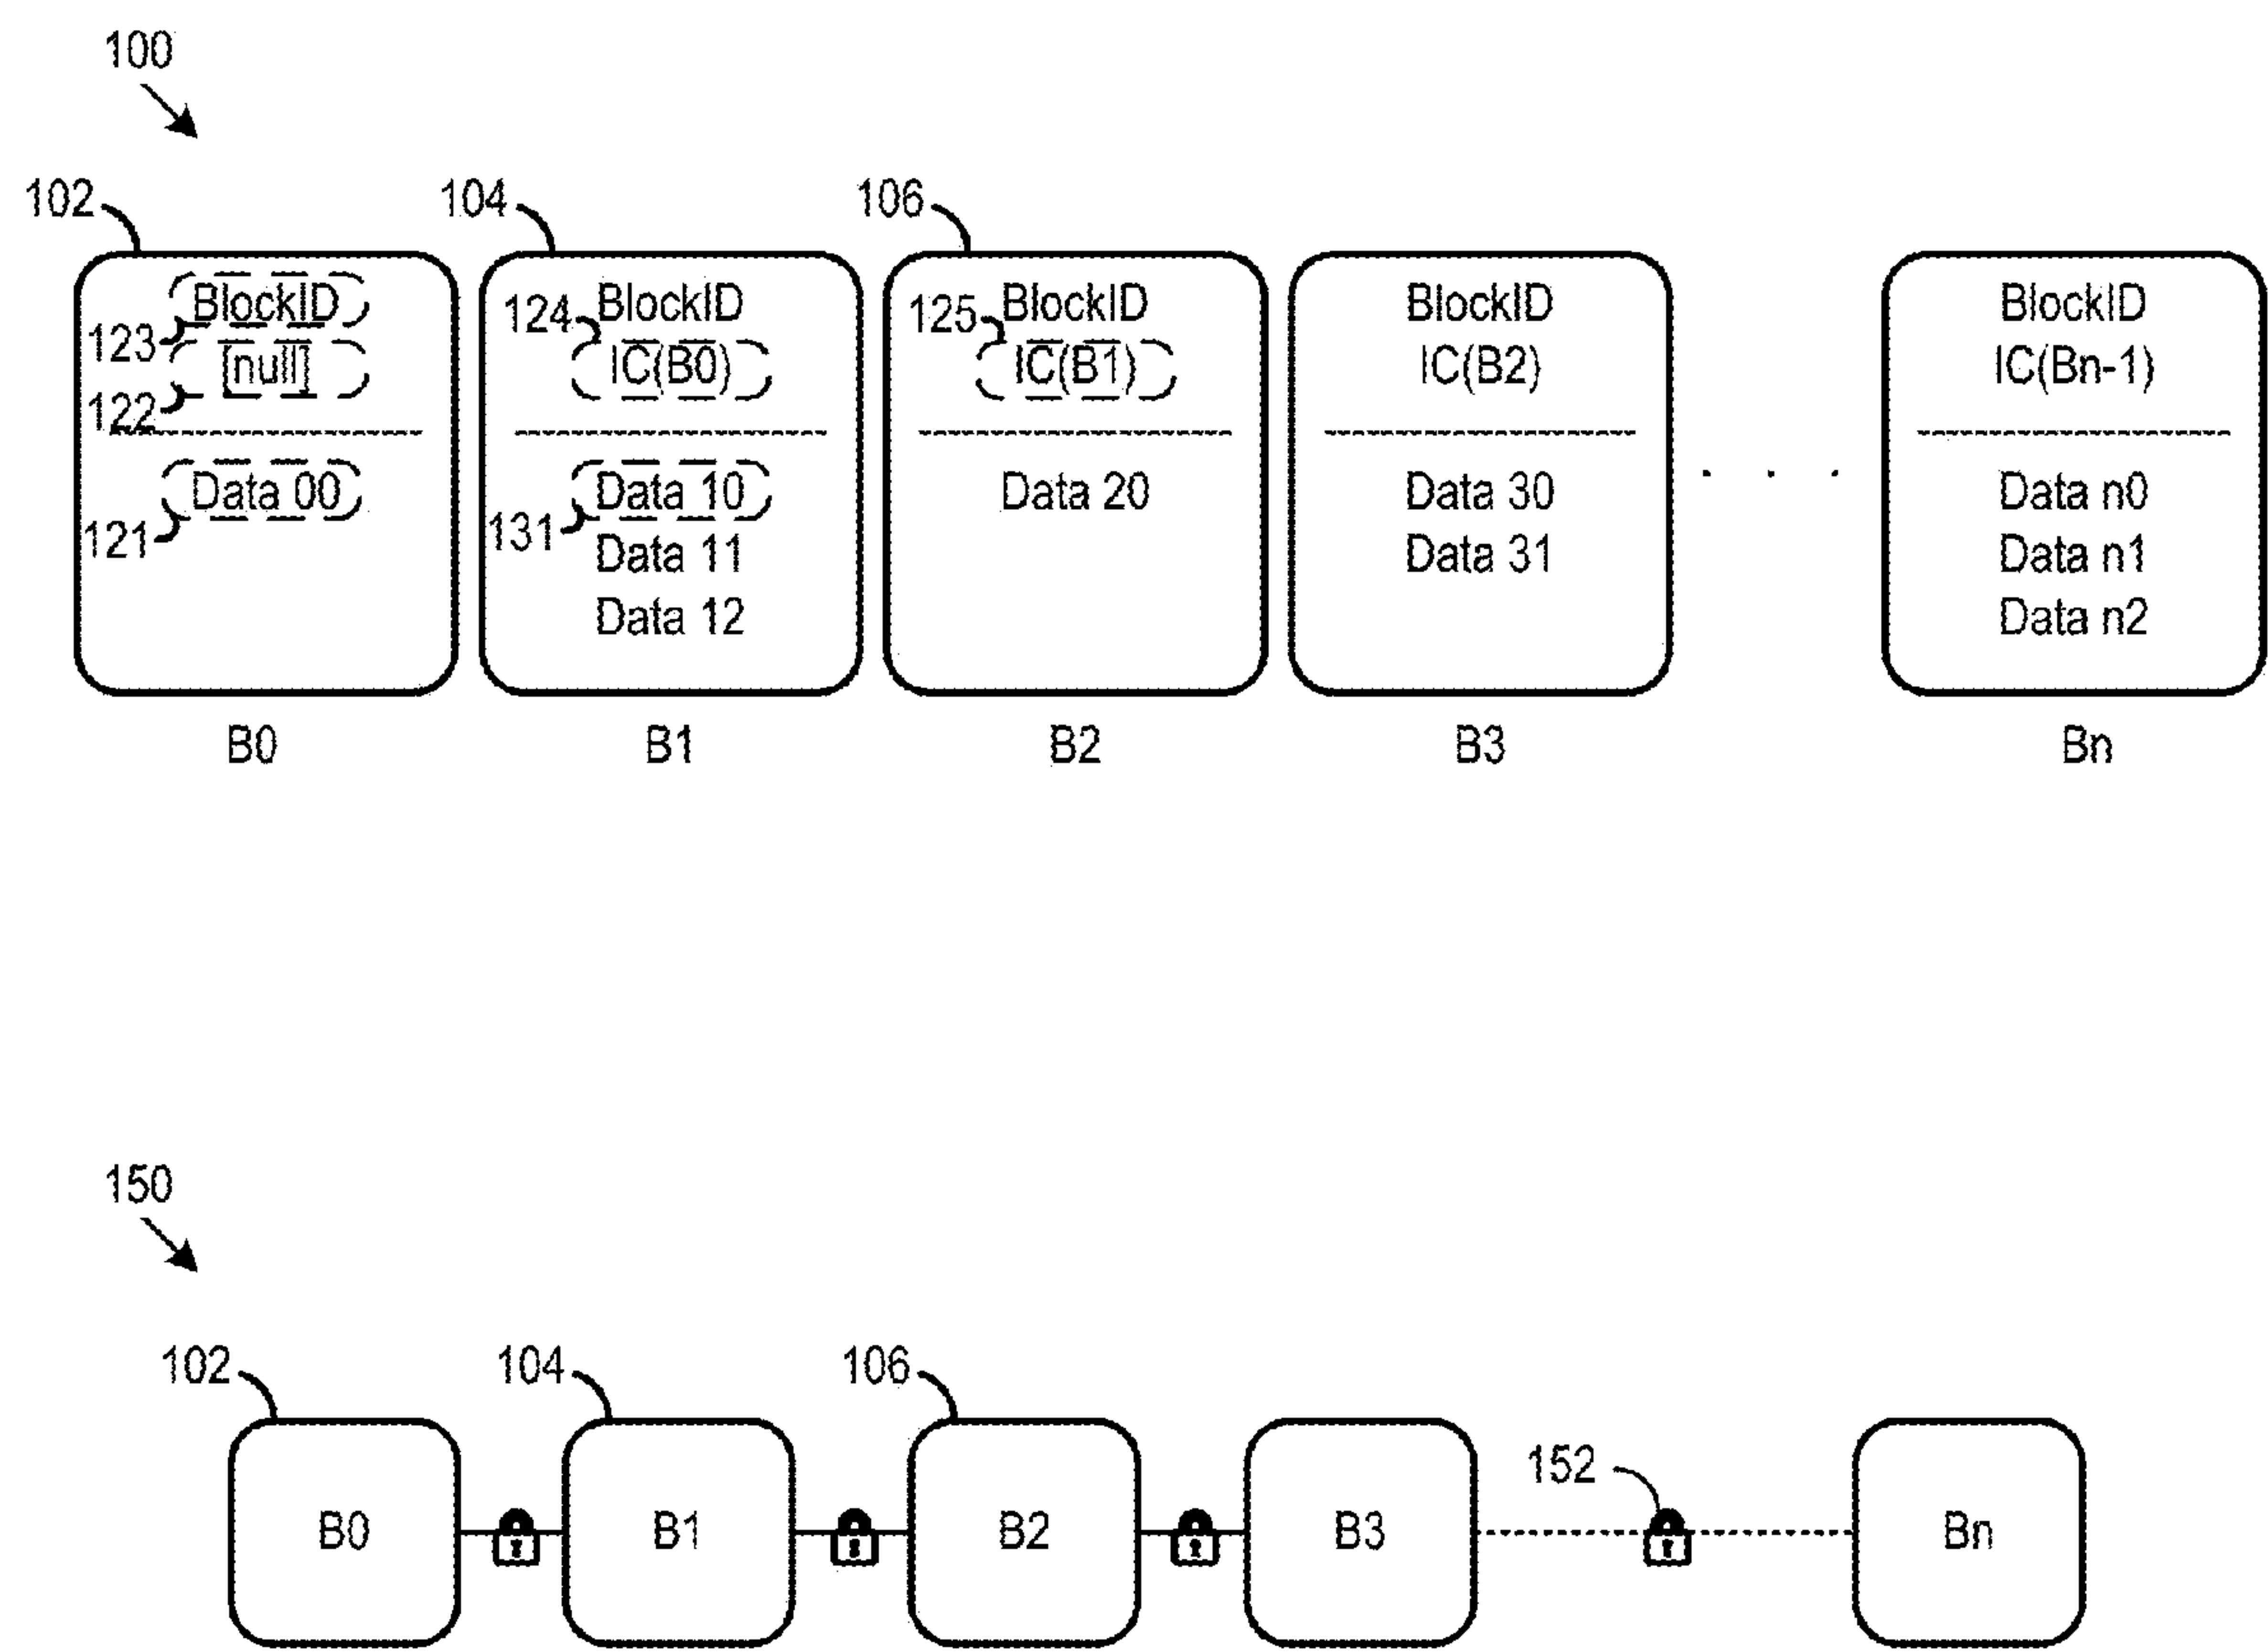 100
102 104 106
BlockID BlockID BlockID BlockID BlockID
123 124 125
[null] IC(B0) IC(B1) IC(B2) IC(Bn-1)
122
Data 00 Data 10 Data 20 Data 30 Data n0
121 131
Data 11 Data 31 Data n1
Data 12 Data n2
. . .
B0 B1 B2 B3 Bn
150
102 104 106
152
B0 B1 B2 B3 Bn